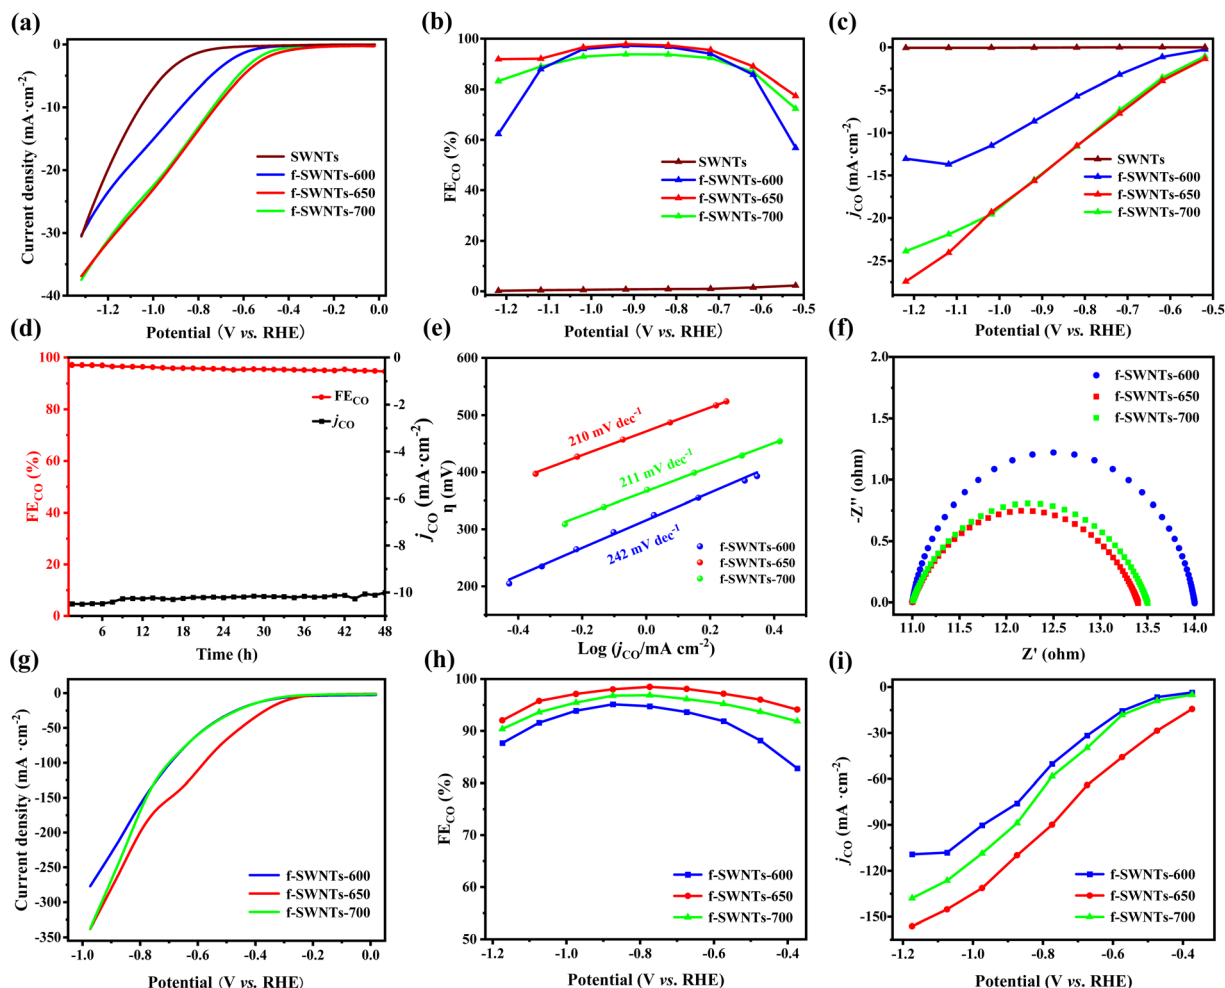 (a)
0
-10
-20
-30
-40
-1.2 -1.0 -0.8 -0.6 -0.4 -0.2 0.0
Current density (mA·cm⁻²)
Potential (V vs. RHE)
SWNTs
f-SWNTs-600
f-SWNTs-650
f-SWNTs-700
(b)
100
80
60
40
20
0
-1.2 -1.1 -1.0 -0.9 -0.8 -0.7 -0.6 -0.5
FE_CO (%)
Potential (V vs. RHE)
SWNTs
f-SWNTs-600
f-SWNTs-650
f-SWNTs-700
(c)
0
-5
-10
-15
-20
-25
-1.2 -1.1 -1.0 -0.9 -0.8 -0.7 -0.6 -0.5
j_CO (mA·cm⁻²)
Potential (V vs. RHE)
SWNTs
f-SWNTs-600
f-SWNTs-650
f-SWNTs-700
(d)
100
80
60
40
20
0
6 12 18 24 30 36 42 48
0
-2
-4
-6
-8
-10
FE_CO (%)
j_CO (mA·cm⁻²)
Time (h)
FE_CO
j_CO
(e)
600
500
400
300
200
-0.4 -0.2 0.0 0.2 0.4
η (mV)
Log (j_CO/mA cm⁻²)
210 mV dec⁻¹
211 mV dec⁻¹
242 mV dec⁻¹
f-SWNTs-600
f-SWNTs-650
f-SWNTs-700
(f)
2.0
1.5
1.0
0.5
0.0
11.0 11.5 12.0 12.5 13.0 13.5 14.0
-Z'' (ohm)
Z' (ohm)
f-SWNTs-600
f-SWNTs-650
f-SWNTs-700
(g)
0
-50
-100
-150
-200
-250
-300
-350
-1.0 -0.8 -0.6 -0.4 -0.2 0.0
Current density (mA ·cm⁻²)
Potential (V vs. RHE)
f-SWNTs-600
f-SWNTs-650
f-SWNTs-700
(h)
100
90
80
70
60
50
-1.2 -1.0 -0.8 -0.6 -0.4
FE_CO (%)
Potential (V vs. RHE)
f-SWNTs-600
f-SWNTs-650
f-SWNTs-700
(i)
0
-30
-60
-90
-120
-150
-1.2 -1.0 -0.8 -0.6 -0.4
j_CO (mA cm⁻²)
Potential (V vs. RHE)
f-SWNTs-600
f-SWNTs-650
f-SWNTs-700